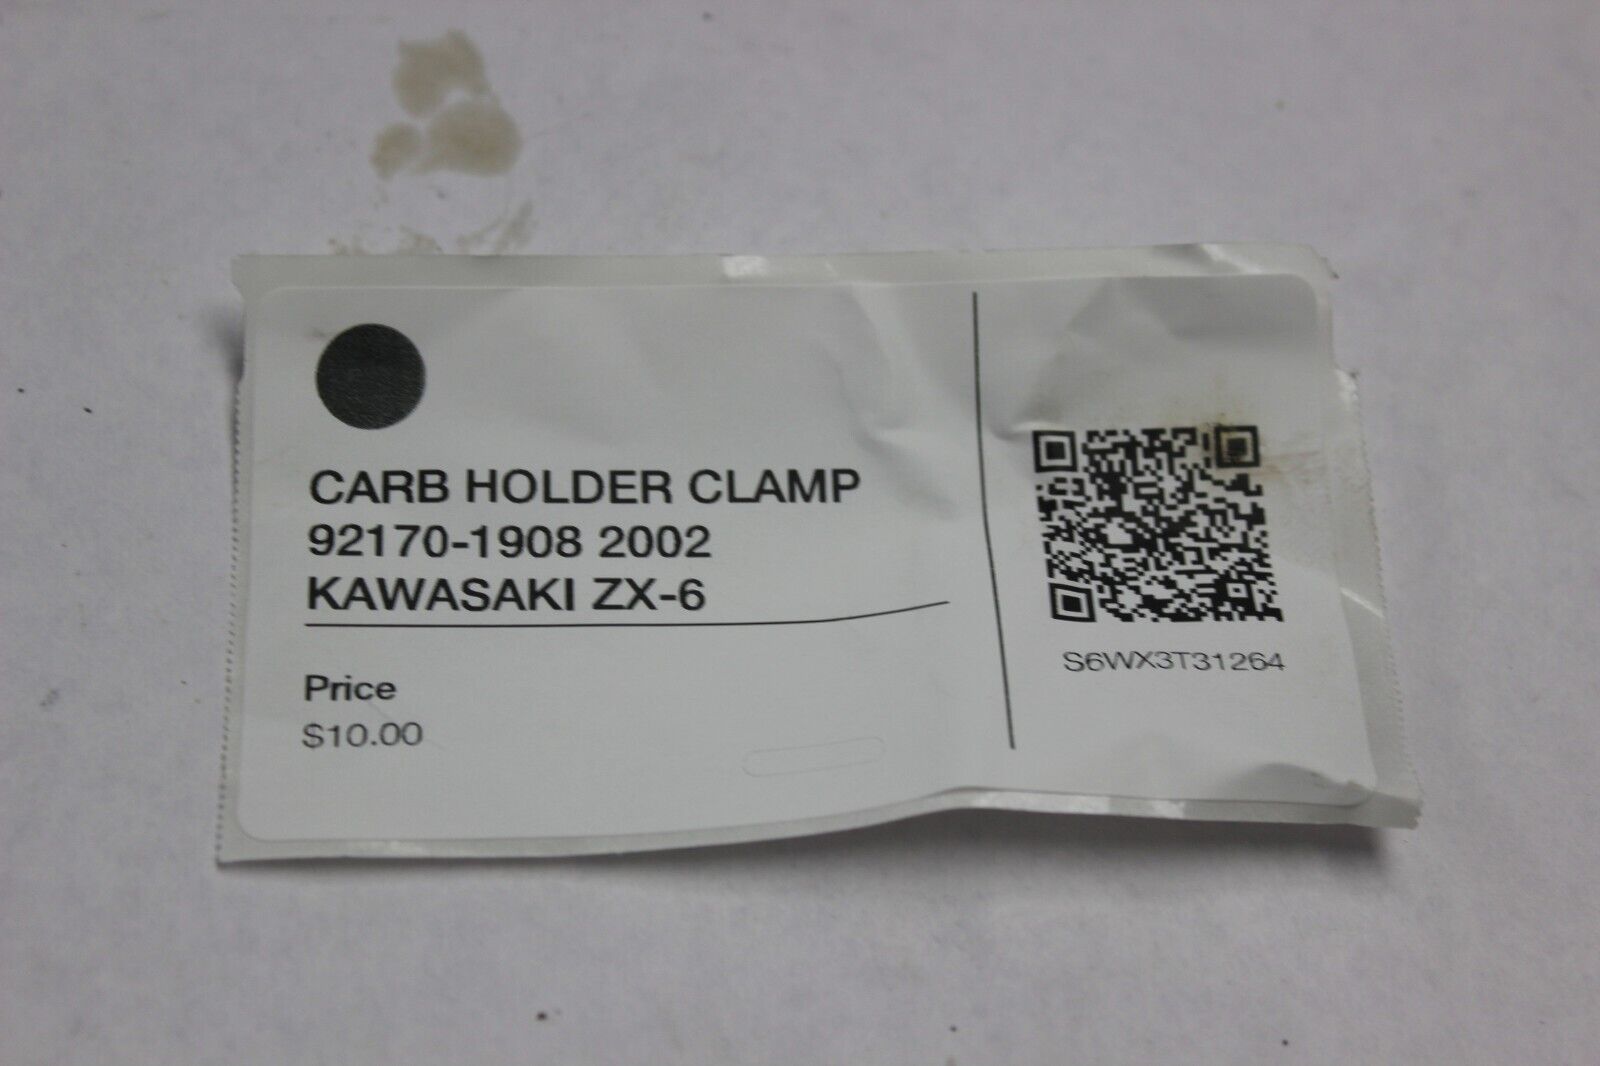 CARB HOLDER CLAMP
92170-1908 2002
KAWASAKI ZX-6
Price
$10.00
S6WX3T31264